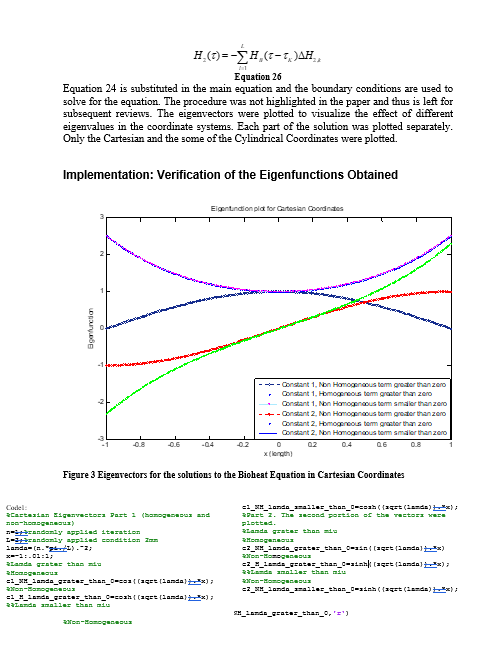 H₂(τ) = −∑ H_B(τ − τ_K)ΔH_{2,k}
Equation 26
Equation 24 is substituted in the main equation and the boundary conditions are used to
solve for the equation. The procedure was not highlighted in the paper and thus is left for
subsequent reviews. The eigenvectors were plotted to visualize the effect of different
eigenvalues in the coordinate systems. Each part of the solution was plotted separately.
Only the Cartesian and the some of the Cylindrical Coordinates were plotted.
Implementation: Verification of the Eigenfunctions Obtained
Eigenfunction plot for Cartesian Coordinates
3
2
1
0
-1
-2
-3
Eigenfunction
Constant 1, Non Homogeneous term greater than zero
Constant 1, Homogeneous term greater than zero
Constant 1, Non Homogeneous term smaller than zero
Constant 2, Non Homogeneous term greater than zero
Constant 2, Homogeneous term greater than zero
Constant 2, Non Homogeneous term smaller than zero
-1 -0.8 -0.6 -0.4 -0.2 0 0.2 0.4 0.6 0.8 1
x (length)
Figure 3 Eigenvectors for the solutions to the Bioheat Equation in Cartesian Coordinates
Code1:
%Cartesian Eigenvectors Part 1 (homogeneous and
non-homogeneous)
n=1;%randomly applied iteration
L=2;%randomly applied condition 2mm
lamda=(n.*pi./L).^2;
x=-1:.01:1;
%Lamda grater than miu
%Homogeneous
c1_NH_lamda_grater_than_0=cos((sqrt(lamda)).*x);
%Non-Homogeneous
c1_H_lamda_grater_than_0=cosh((sqrt(lamda)).*x);
%%Lamda smaller than miu
%Non-Homogeneous
c1_NH_lamda_smaller_than_0=cosh((sqrt(lamda)).*x);
%Part 2. The second portion of the vectors were
plotted.
%Lamda grater than miu
%Homogeneous
c2_NH_lamda_grater_than_0=sin((sqrt(lamda)).*x)
%Non-Homogeneous
c2_H_lamda_grater_than_0=sinh((sqrt(lamda)).*x);
%%Lamda smaller than miu
%Non-Homogeneous
c2_NH_lamda_smaller_than_0=sinh((sqrt(lamda)).*x);
H_lamda_grater_than_0,'r')